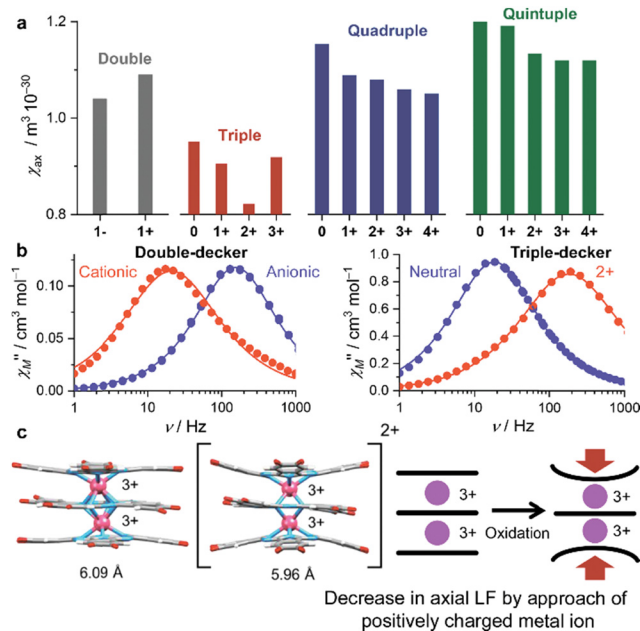 a
Double
Triple
Quadruple
Quintuple
χax / m³ 10⁻³⁰
1.2
1.0
0.8
1- 1+
0 1+ 2+ 3+
0 1+ 2+ 3+ 4+
0 1+ 2+ 3+ 4+
b
Double-decker
Cationic Anionic
χM" / cm³ mol⁻¹
0.10
0.05
0.00
1 10 100 1000
ν / Hz
Triple-decker
Neutral 2+
χM" / cm³ mol⁻¹
1.0
0.8
0.6
0.4
0.2
0.0
1 10 100 1000
ν / Hz
c
3+
3+
6.09 Å
2+
3+
3+
5.96 Å
3+
3+
Oxidation
3+
3+
Decrease in axial LF by approach of
positively charged metal ion